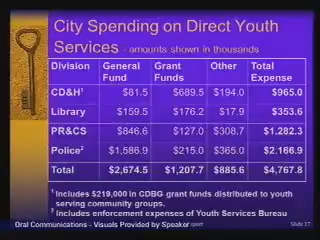 City Spending on Direct Youth
Services - amounts shown in thousands
Division General Fund Grant Funds Other Total Expense
CD&H¹ $81.5 $689.5 $194.0 $965.0
Library $159.5 $176.2 $17.9 $353.6
PR&CS $846.6 $127.0 $308.7 $1,282.3
Police² $1,586.9 $215.0 $365.0 $2,166.9
Total $2,674.5 $1,207.7 $885.6 $4,767.8
¹ Includes $219,000 in CDBG grant funds distributed to youth
serving community groups.
² Includes enforcement expenses of Youth Services Bureau
Oral Communications - Visuals Provided by Speaker
Slide 17